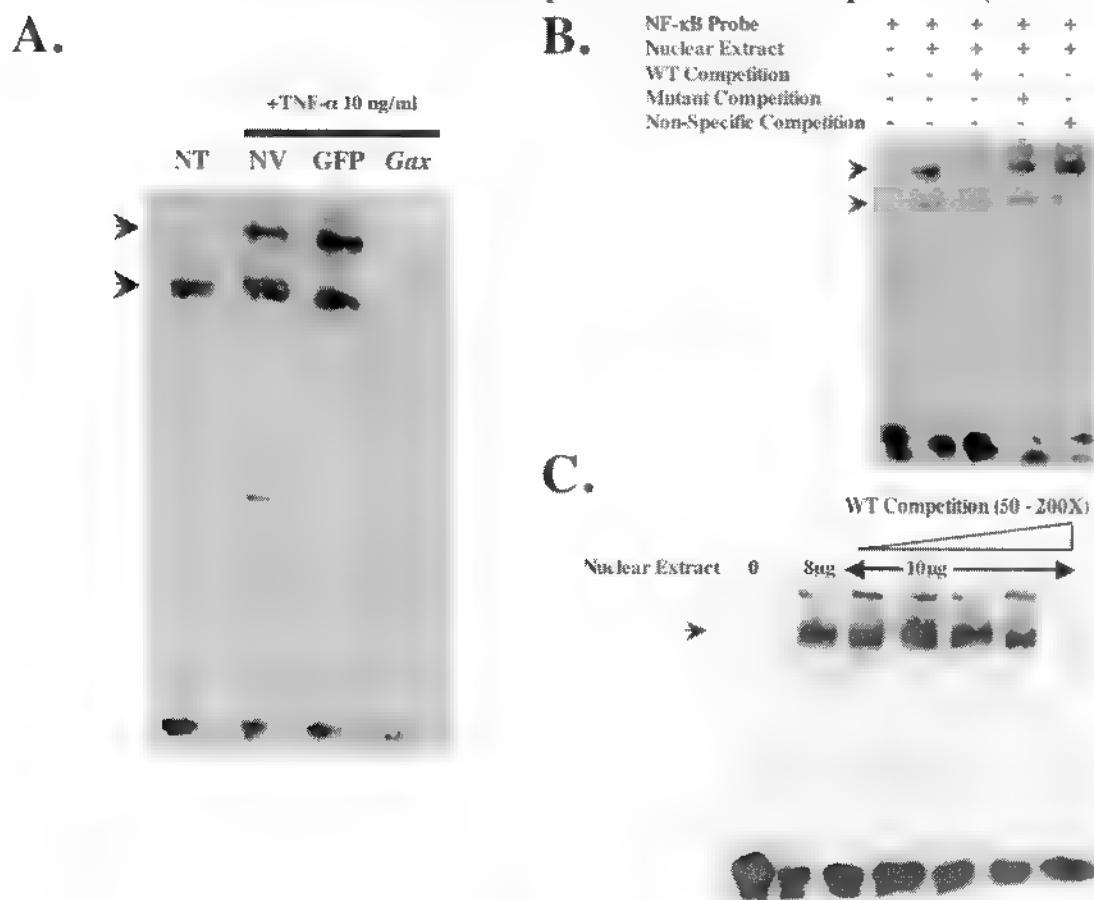 A.
+TNF-α 10 ng/ml
NT NV GFP Gax
B.
NF-κB Probe + + + + +
Nuclear Extract - + + + +
WT Competition - - + - -
Mutant Competition - - - + -
Non-Specific Competition - - - - +
C.
WT Competition (50 - 200X)
Nuclear Extract 0 8μg 10μg